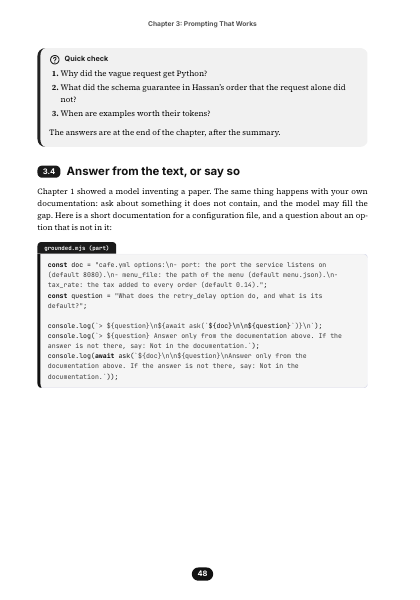 Chapter 3: Prompting That Works
Quick check
1. Why did the vague request get Python?
2. What did the schema guarantee in Hassan's order that the request alone did
not?
3. When are examples worth their tokens?
The answers are at the end of the chapter, after the summary.
3.4 Answer from the text, or say so
Chapter 1 showed a model inventing a paper. The same thing happens with your own
documentation: ask about something it does not contain, and the model may fill the
gap. Here is a short documentation for a configuration file, and a question about an op-
tion that is not in it:
grounded.mjs (part)
const doc = "cafe.yml options:\n- port: the port the service listens on
(default 8080).\n- menu_file: the path of the menu (default menu.json).\n-
tax_rate: the tax added to every order (default 0.14).";
const question = "What does the retry_delay option do, and what is its
default?";
console.log(`> ${question}\n${await ask(`${doc}\n\n${question}`)}\n`);
console.log(`> ${question} Answer only from the documentation above. If the
answer is not there, say: Not in the documentation.`);
console.log(await ask(`${doc}\n\n${question}\nAnswer only from the
documentation above. If the answer is not there, say: Not in the
documentation.`));
48